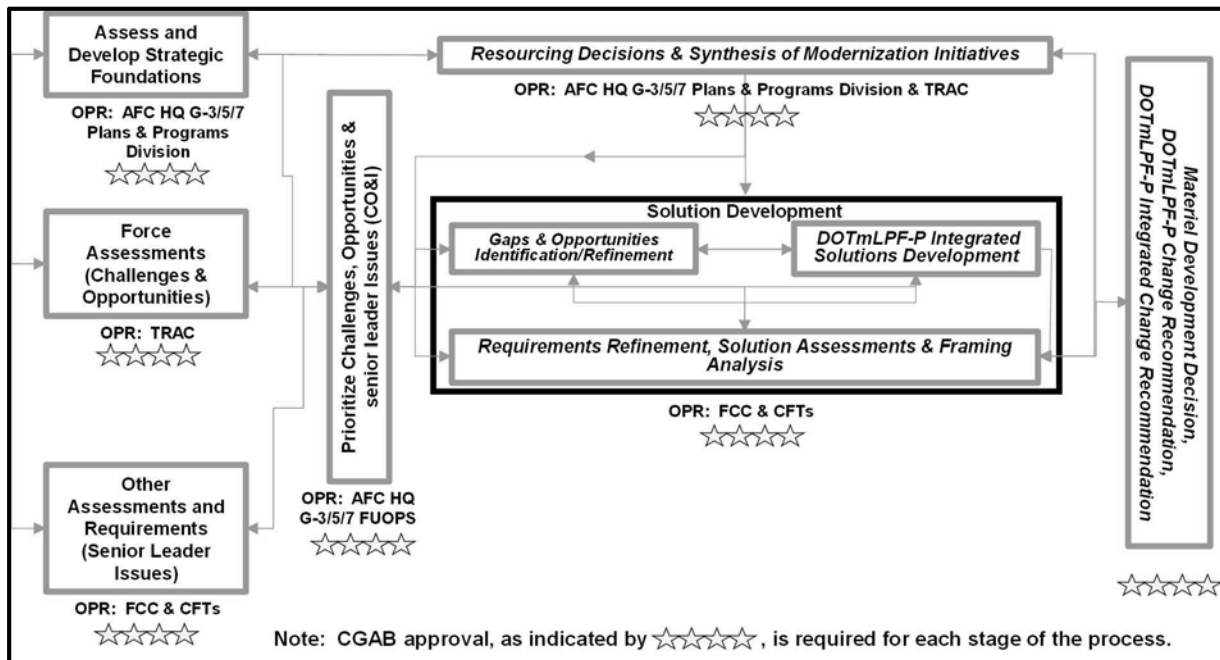 Assess and
Develop Strategic
Foundations
OPR: AFC HQ G-3/5/7
Plans & Programs
Division
Force
Assessments
(Challenges &
Opportunities)
OPR: TRAC
Other
Assessments and
Requirements
(Senior Leader
Issues)
OPR: FCC & CFTs
Prioritize Challenges, Opportunities &
senior leader Issues (CO&I)
OPR: AFC HQ
G-3/5/7 FUOPS
Resourcing Decisions & Synthesis of Modernization Initiatives
OPR: AFC HQ G-3/5/7 Plans & Programs Division & TRAC
Solution Development
Gaps & Opportunities
Identification/Refinement
DOTmLPF-P Integrated
Solutions Development
Requirements Refinement, Solution Assessments & Framing
Analysis
OPR: FCC & CFTs
Materiel Development Decision,
DOTmLPF-P Change Recommendation,
DOTmLPF-P Integrated Change Recommendation
Note: CGAB approval, as indicated by ☆☆☆☆, is required for each stage of the process.